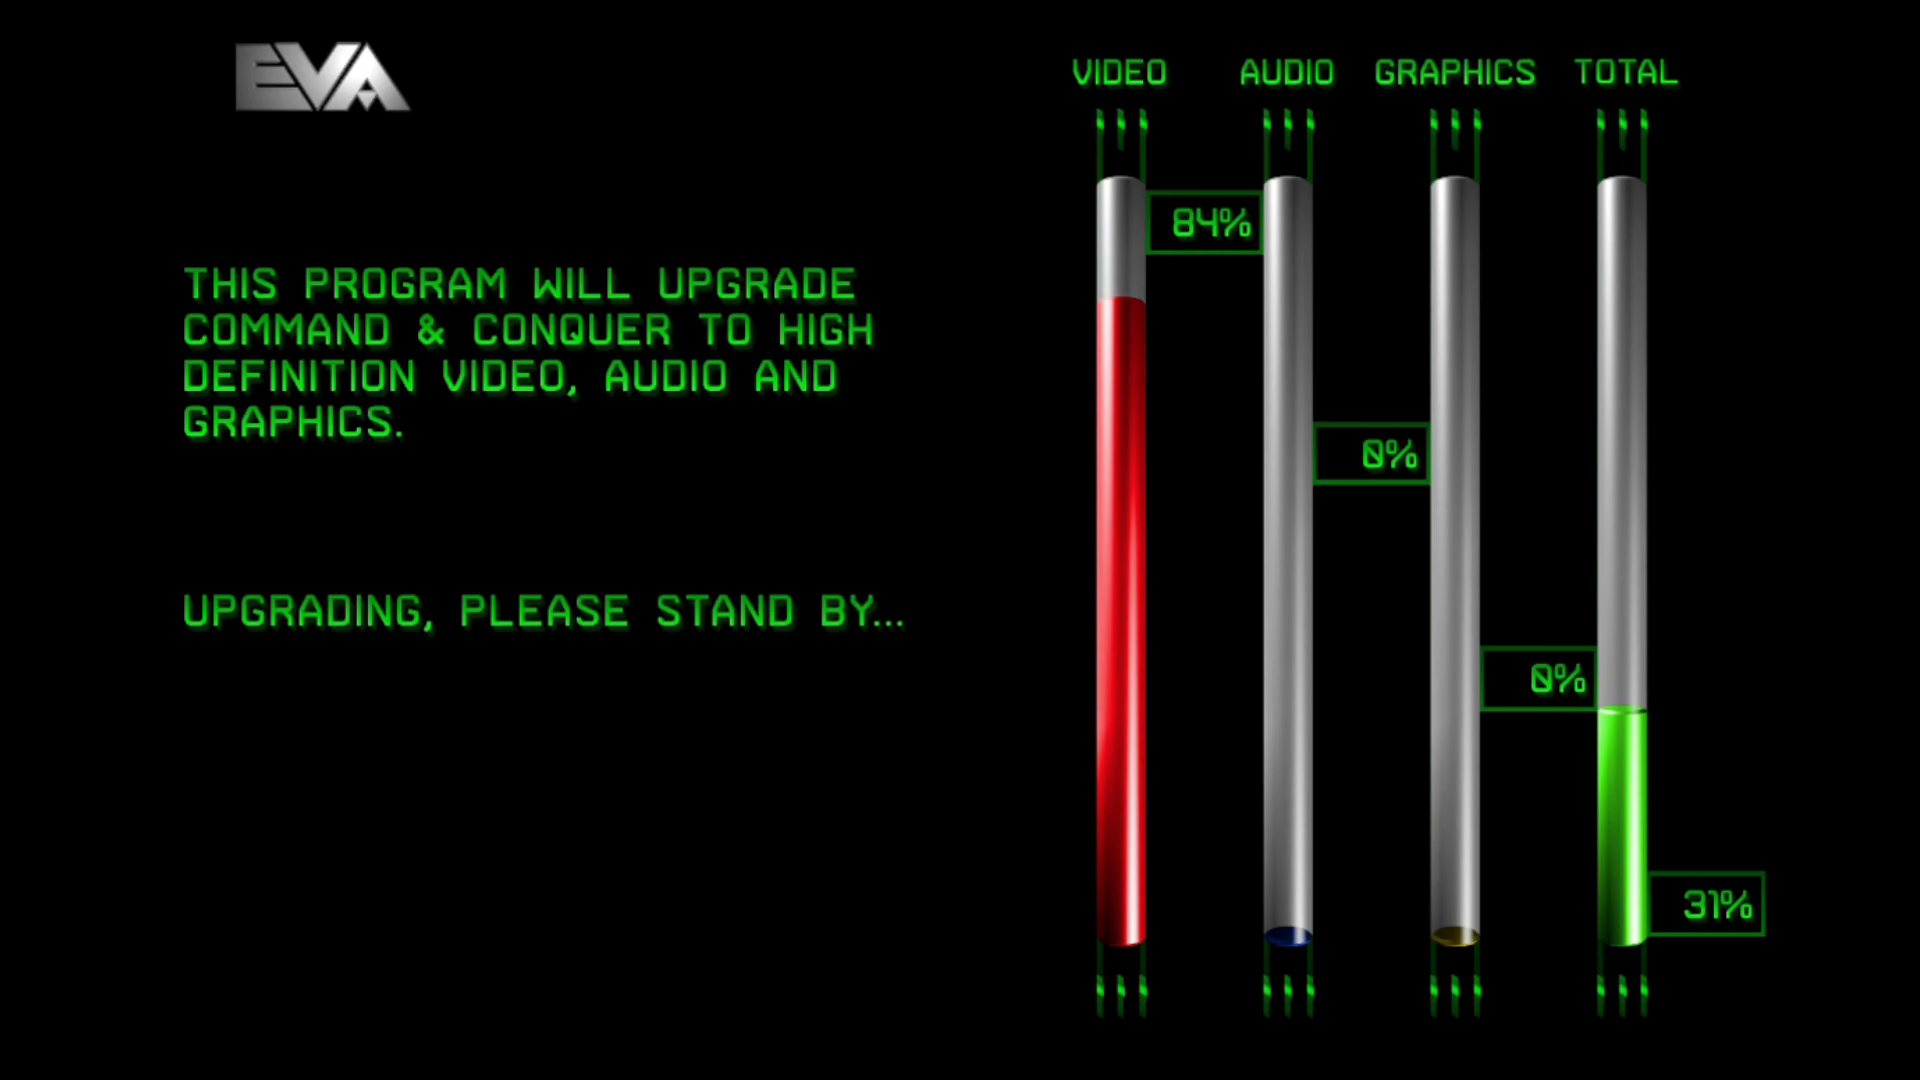 EVA
VIDEO AUDIO GRAPHICS TOTAL
84%
THIS PROGRAM WILL UPGRADE
COMMAND & CONQUER TO HIGH
DEFINITION VIDEO, AUDIO AND
GRAPHICS.
0%
UPGRADING, PLEASE STAND BY...
0%
31%